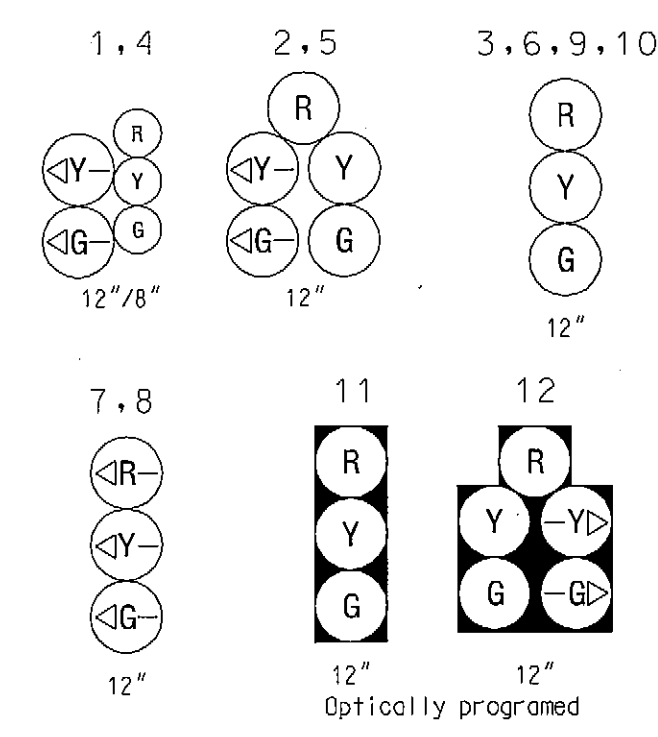 1,4 2,5 3,6,9,10
R R R
Y Y Y Y Y
G G G G G
12"/8" 12" 12"
7,8 11 12
R R R
Y Y Y Y
G G G G
12" 12" 12"
Optically programed